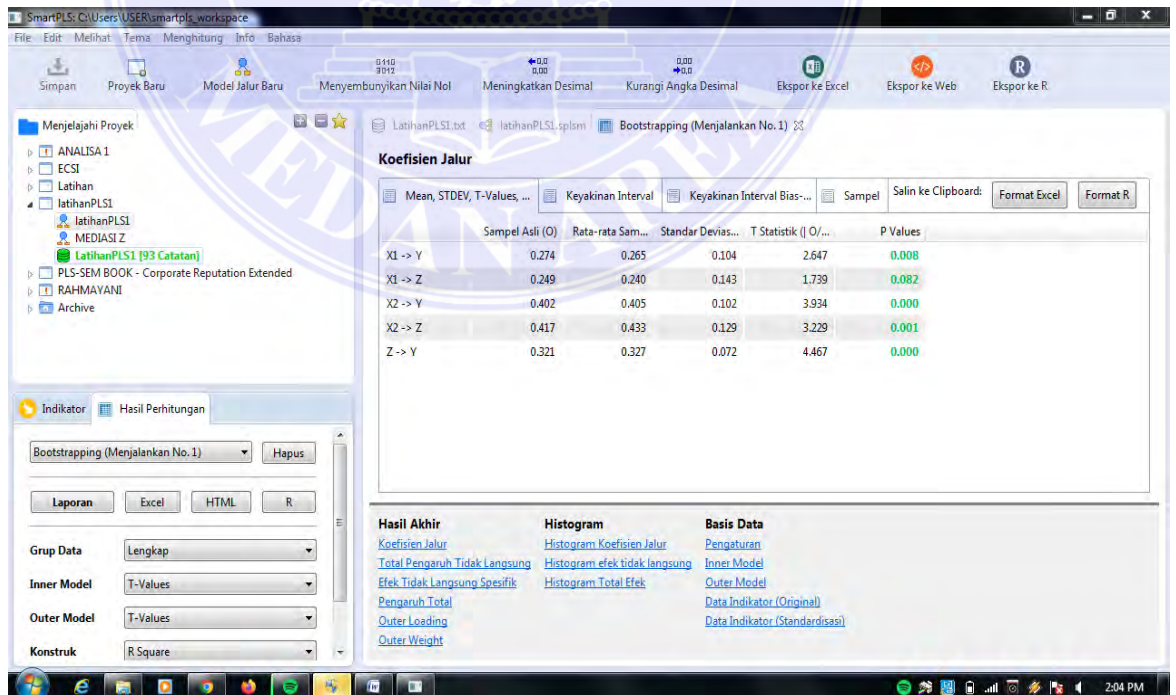 SmartPLS: C:\Users\USER\smartpls_workspace
File Edit Melihat Tema Menghitung Info Bahasa
Simpan Proyek Baru Model Jalur Baru Menyembunyikan Nilai Nol Meningkatkan Desimal Kurangi Angka Desimal Ekspor ke Excel Ekspor ke Web Ekspor ke R
Menjelajahi Proyek
ANALISA 1
ECSI
Latihan
latihanPLS1
latihanPLS1
MEDIASI Z
LatihanPLS1 [93 Catatan]
PLS-SEM BOOK - Corporate Reputation Extended
RAHMAYANI
Archive
Indikator Hasil Perhitungan
Bootstrapping (Menjalankan No. 1) Hapus
Laporan Excel HTML R
Grup Data Lengkap
Inner Model T-Values
Outer Model T-Values
Konstruk R Square
LatihanPLS1.txt latihanPLS1.splsm Bootstrapping (Menjalankan No. 1)
Koefisien Jalur
Mean, STDEV, T-Values, ... Keyakinan Interval Keyakinan Interval Bias-... Sampel Salin ke Clipboard: Format Excel Format R
Sampel Asli (O) Rata-rata Sam... Standar Devias... T Statistik (| O/... P Values
X1 -> Y 0.274 0.265 0.104 2.647 0.008
X1 -> Z 0.249 0.240 0.143 1.739 0.082
X2 -> Y 0.402 0.405 0.102 3.934 0.000
X2 -> Z 0.417 0.433 0.129 3.229 0.001
Z -> Y 0.321 0.327 0.072 4.467 0.000
Hasil Akhir Histogram Basis Data
Koefisien Jalur Histogram Koefisien Jalur Pengaturan
Total Pengaruh Tidak Langsung Histogram efek tidak langsung Inner Model
Efek Tidak Langsung Spesifik Histogram Total Efek Outer Model
Pengaruh Total Data Indikator (Original)
Outer Loading Data Indikator (Standardisasi)
Outer Weight
MEDAN AREA
2:04 PM